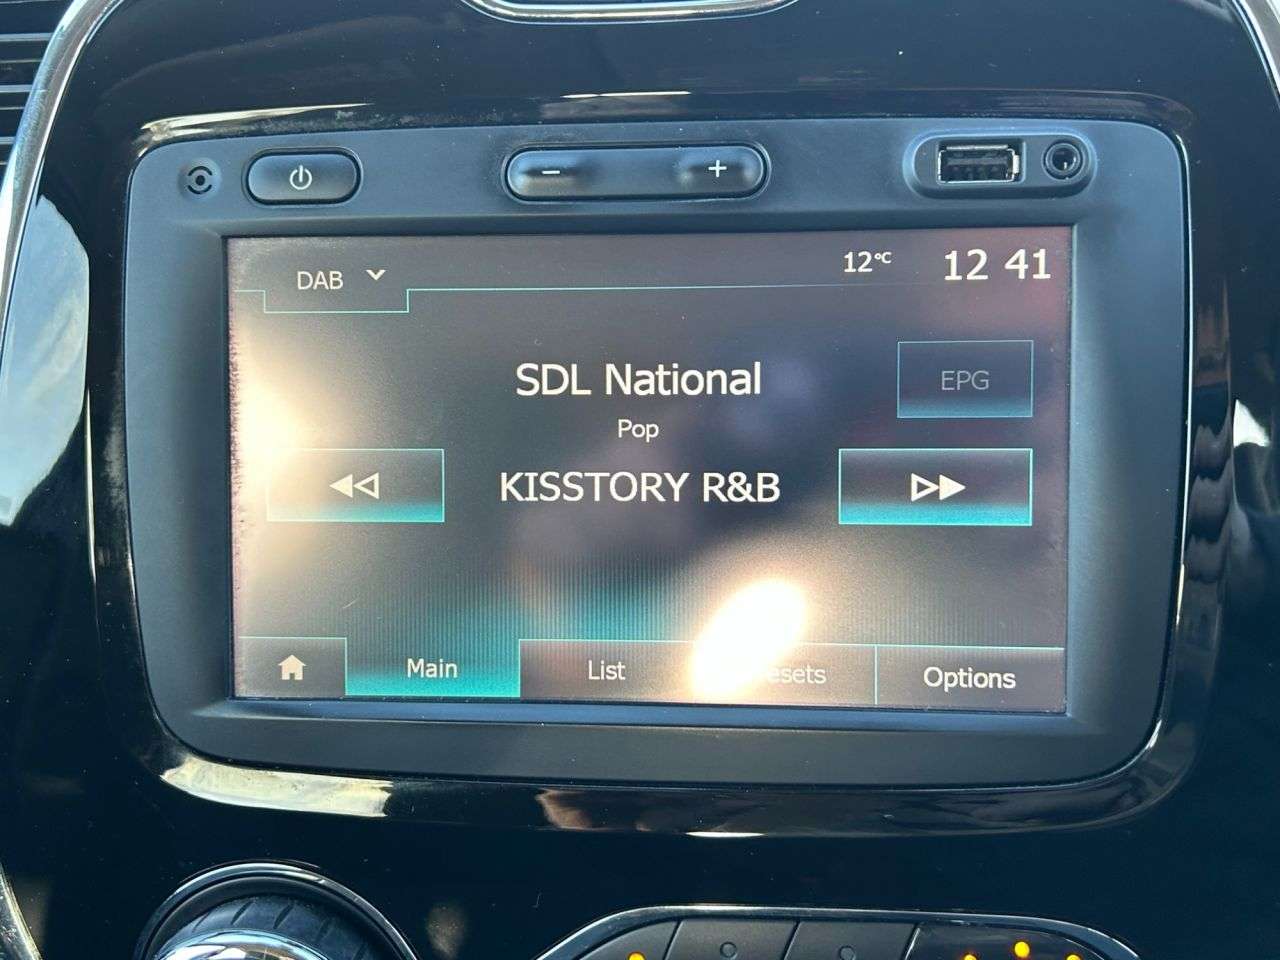 − +
DAB 12°C 12 41
SDL National
EPG
Pop
KISSTORY R&B
Main List Options